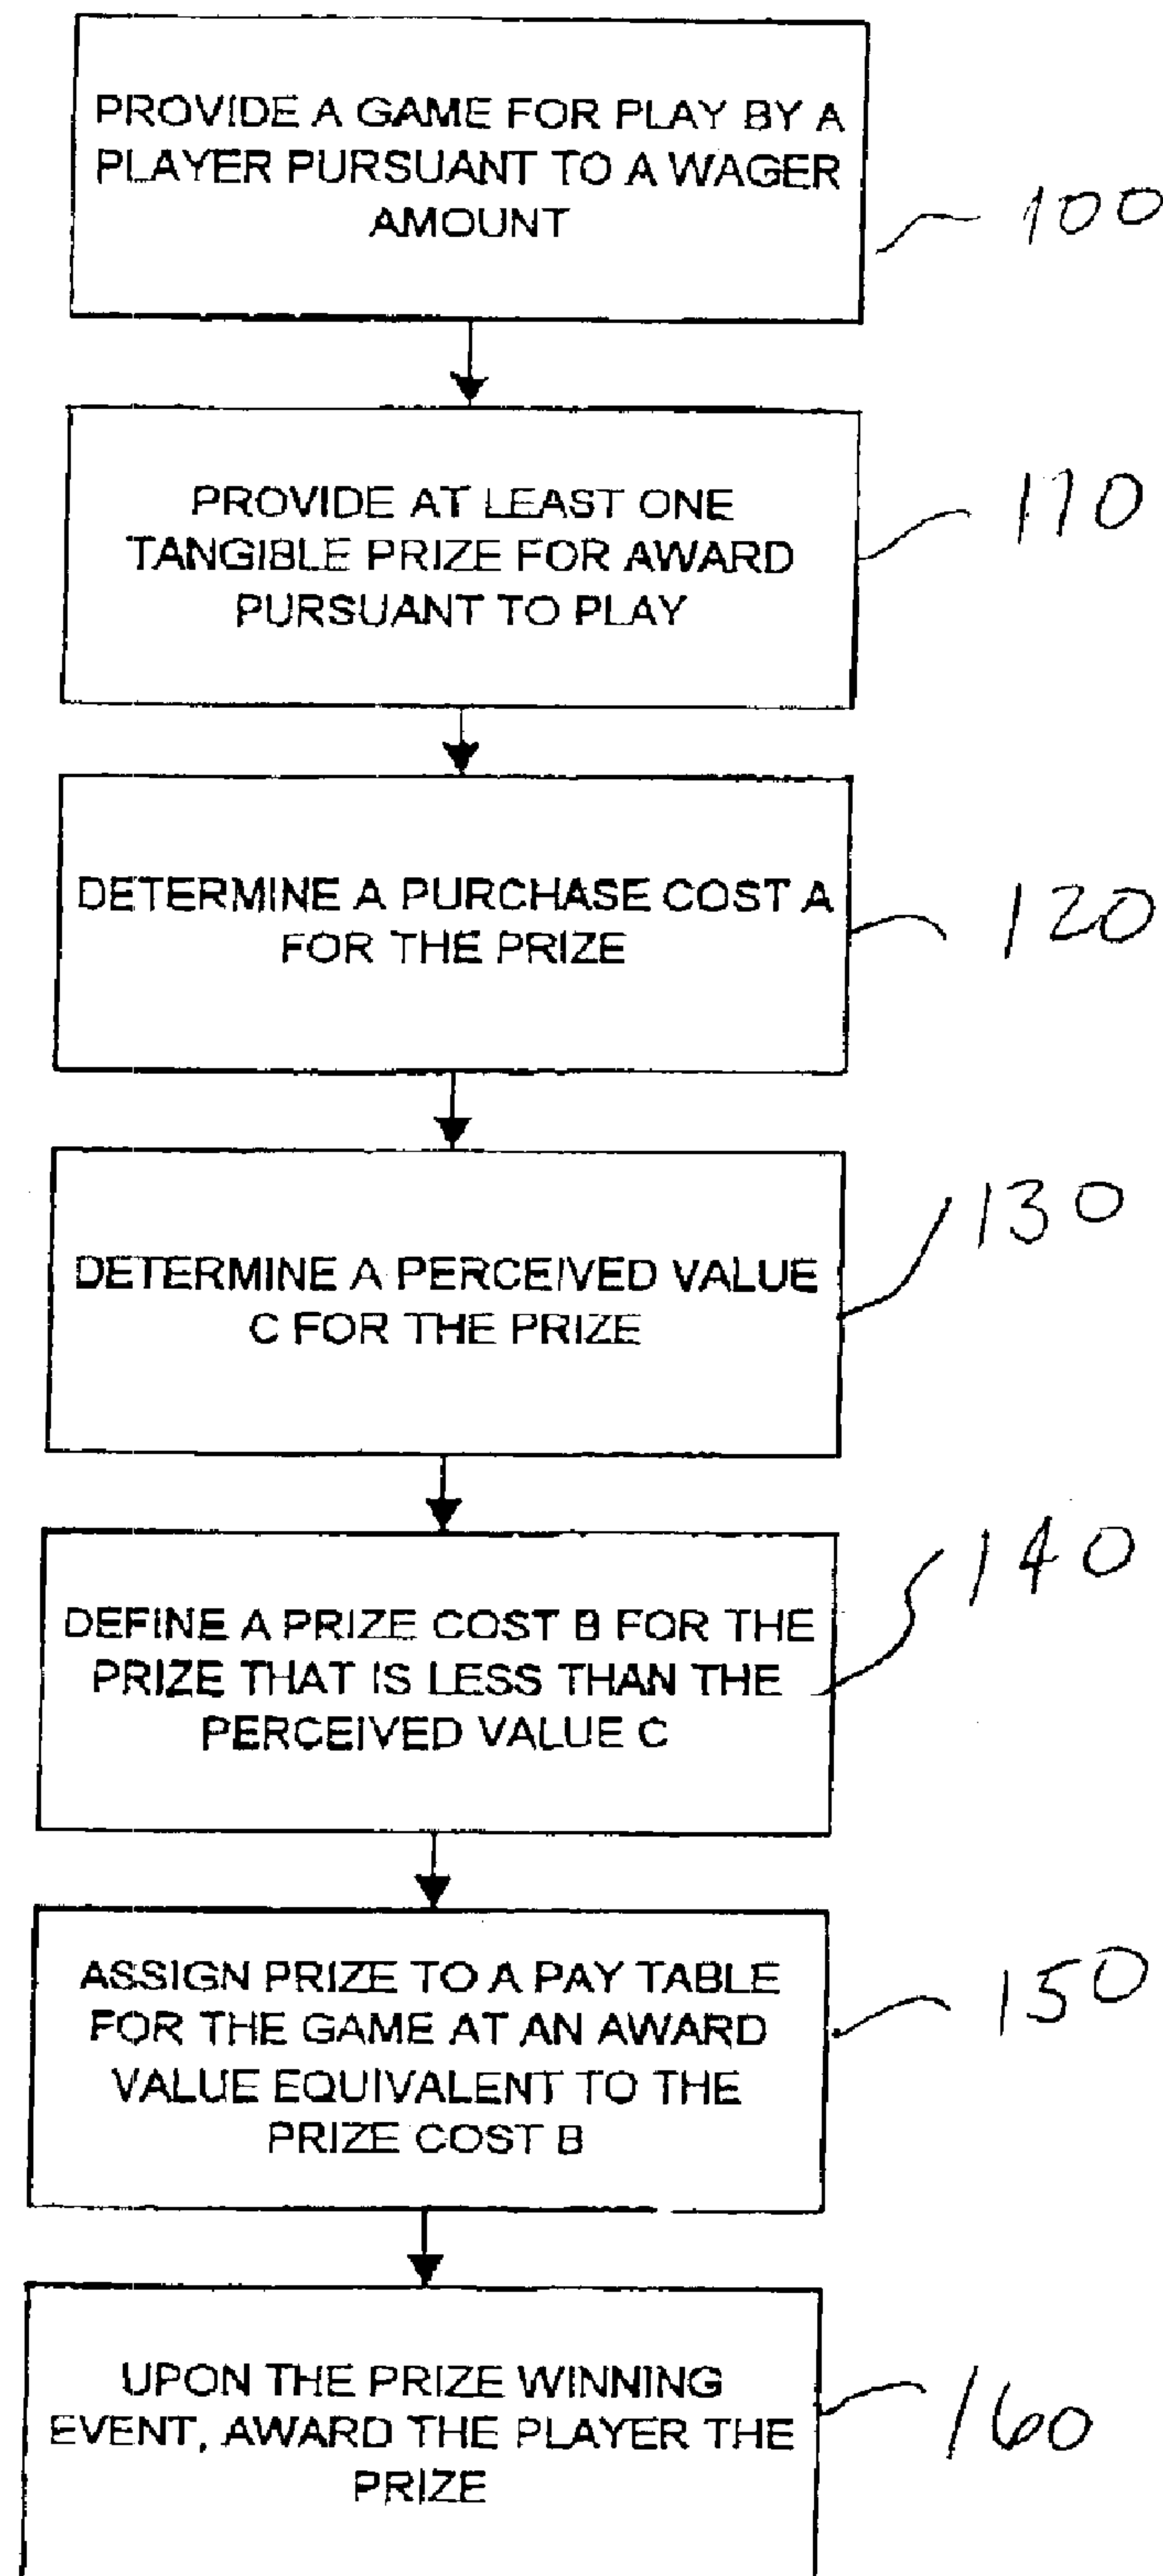 PROVIDE A GAME FOR PLAY BY A
PLAYER PURSUANT TO A WAGER
AMOUNT
100
PROVIDE AT LEAST ONE
TANGIBLE PRIZE FOR AWARD
PURSUANT TO PLAY
110
DETERMINE A PURCHASE COST A
FOR THE PRIZE
120
DETERMINE A PERCEIVED VALUE
C FOR THE PRIZE
130
DEFINE A PRIZE COST B FOR THE
PRIZE THAT IS LESS THAN THE
PERCEIVED VALUE C
140
ASSIGN PRIZE TO A PAY TABLE
FOR THE GAME AT AN AWARD
VALUE EQUIVALENT TO THE
PRIZE COST B
150
UPON THE PRIZE WINNING
EVENT, AWARD THE PLAYER THE
PRIZE
160